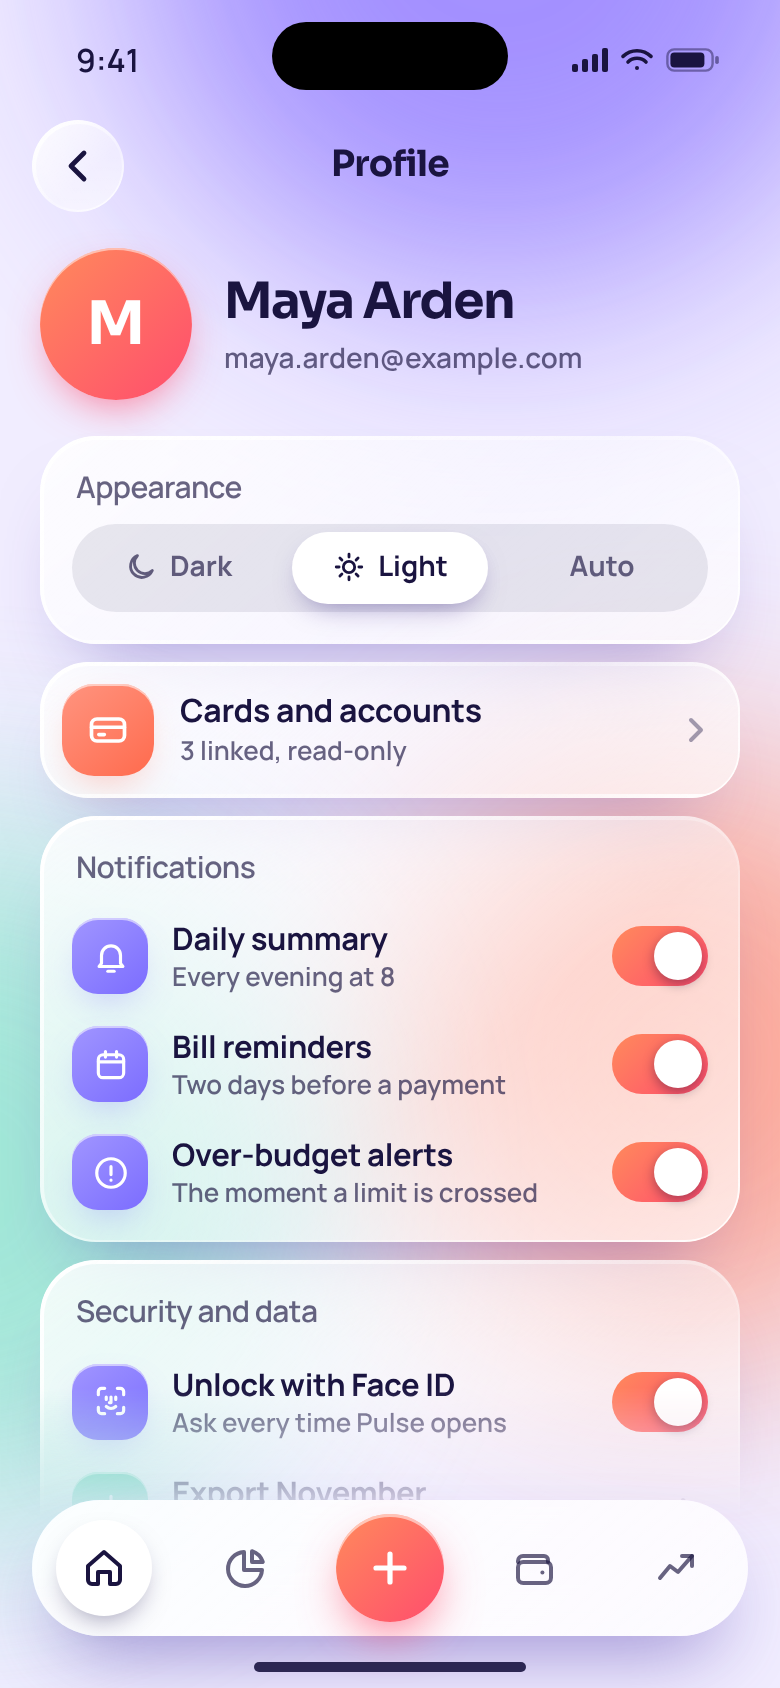 9:41
Profile
M
Maya Arden
maya.arden@example.com
Appearance
Dark Light Auto
Cards and accounts
3 linked, read-only
Notifications
Daily summary
Every evening at 8
Bill reminders
Two days before a payment
Over-budget alerts
The moment a limit is crossed
Security and data
Unlock with Face ID
Ask every time Pulse opens
Export November